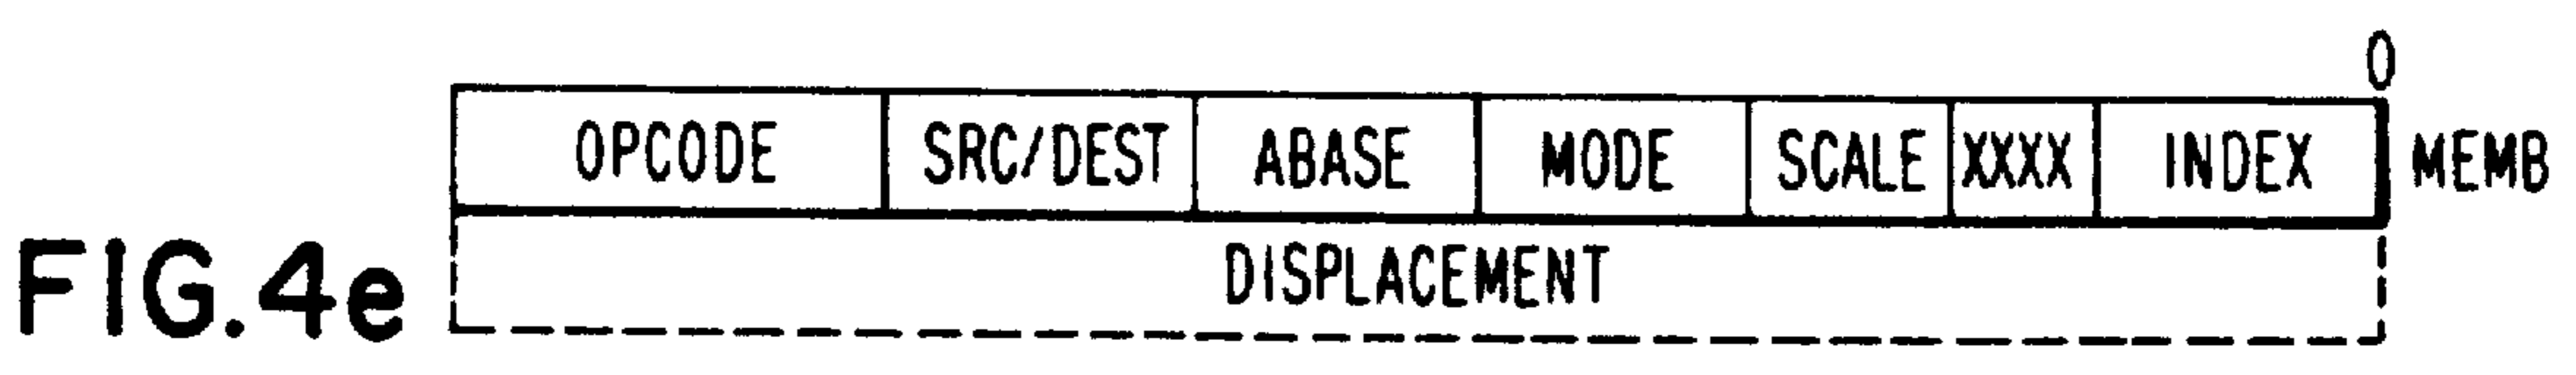 0
OPCODE SRC/DEST ABASE MODE SCALE XXXX INDEX MEMB
DISPLACEMENT
FIG.4e